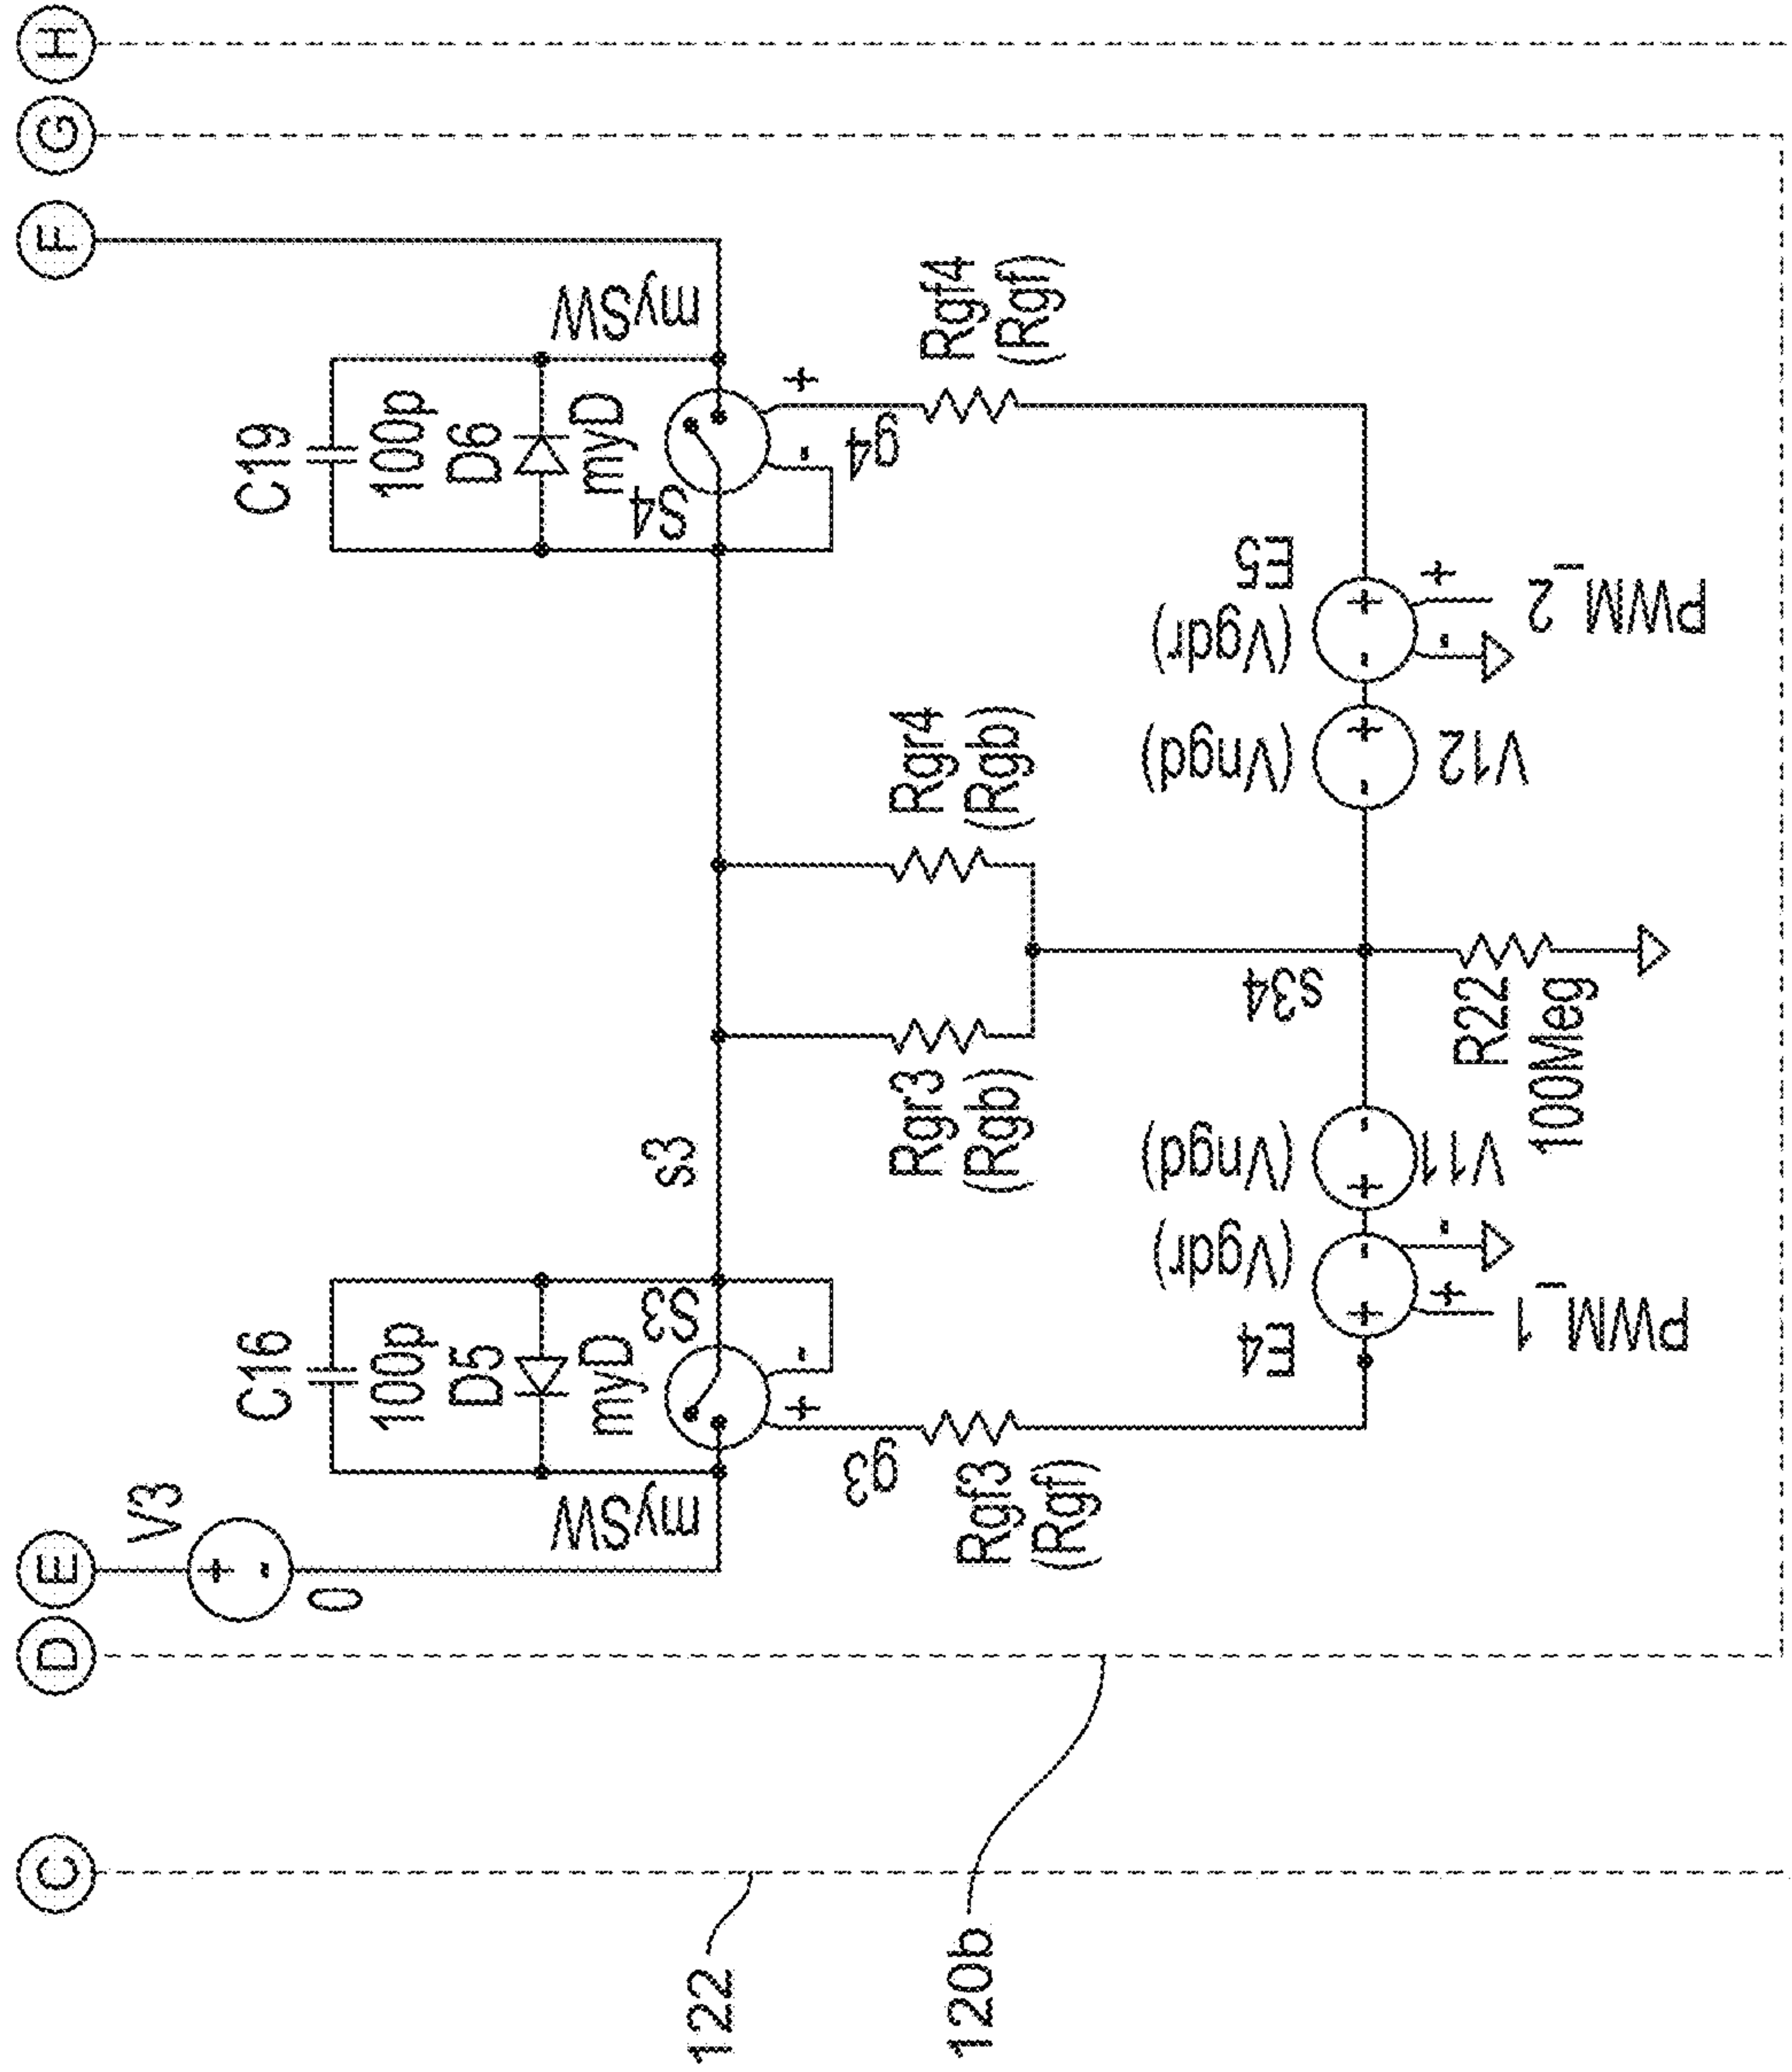 H
G
F
E
D
C
mySW
C19
100p
D6
myD
S4
+
-
g4
Rgf4
(Rgf)
E5
(Vgdr)
+
-
+
-
PWM_2
Rgr4
(Rgb)
(Vngd)
+
-
V12
s34
R22
100Meg
Rgr3
(Rgb)
s3
(Vngd)
-
+
V11
(Vgdr)
-
+
-
+
E4
PWM_1
C16
100p
D5
myD
S3
-
+
g3
Rgf3
(Rgf)
mySW
V3
+
-
0
122
120b